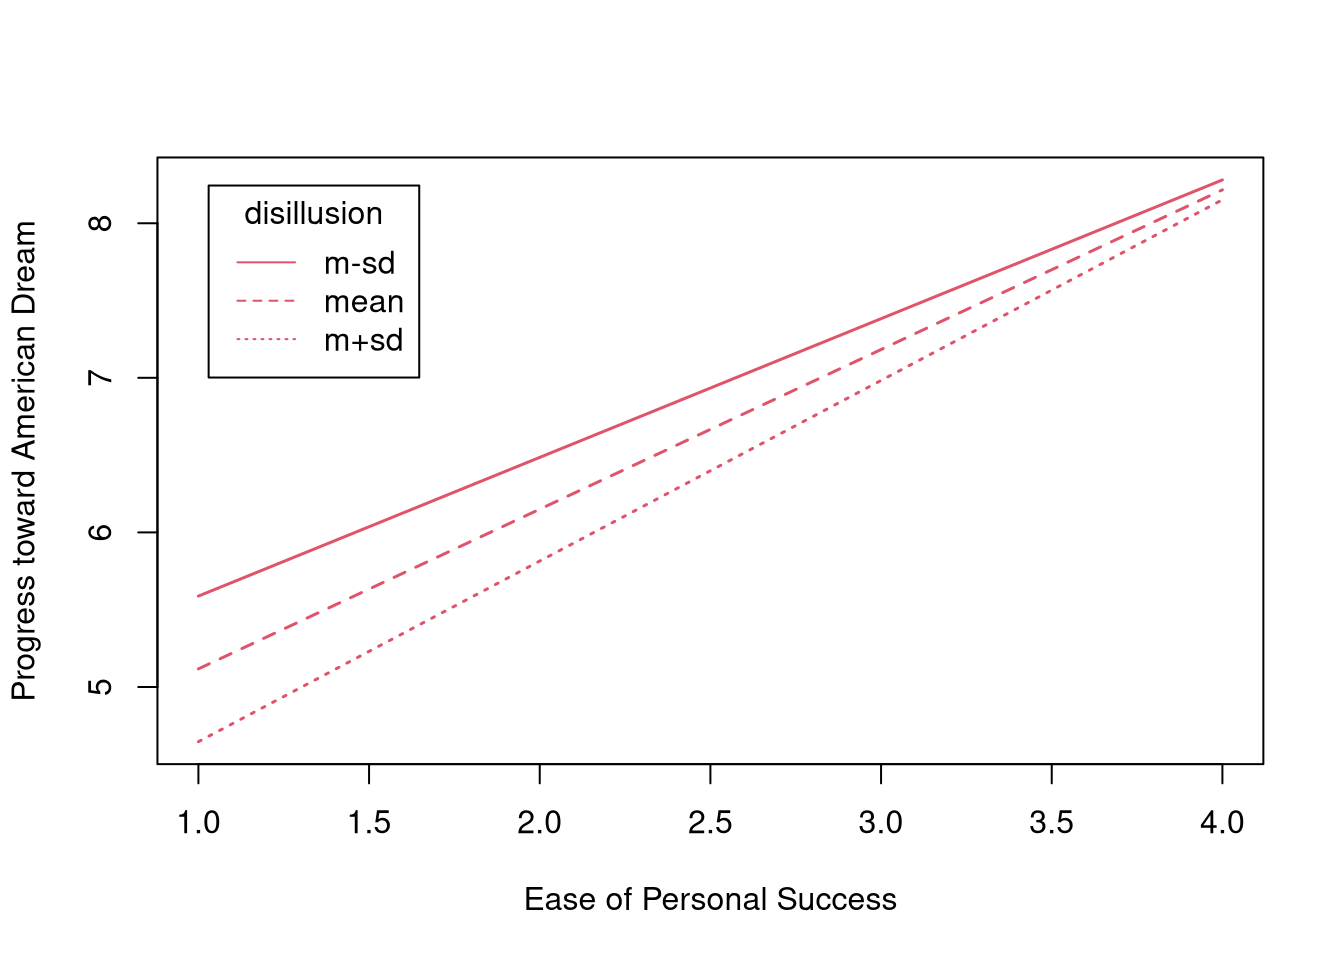 disillusion
m-sd
mean
m+sd
Progress toward American Dream
8
7
6
5
1.0 1.5 2.0 2.5 3.0 3.5 4.0
Ease of Personal Success